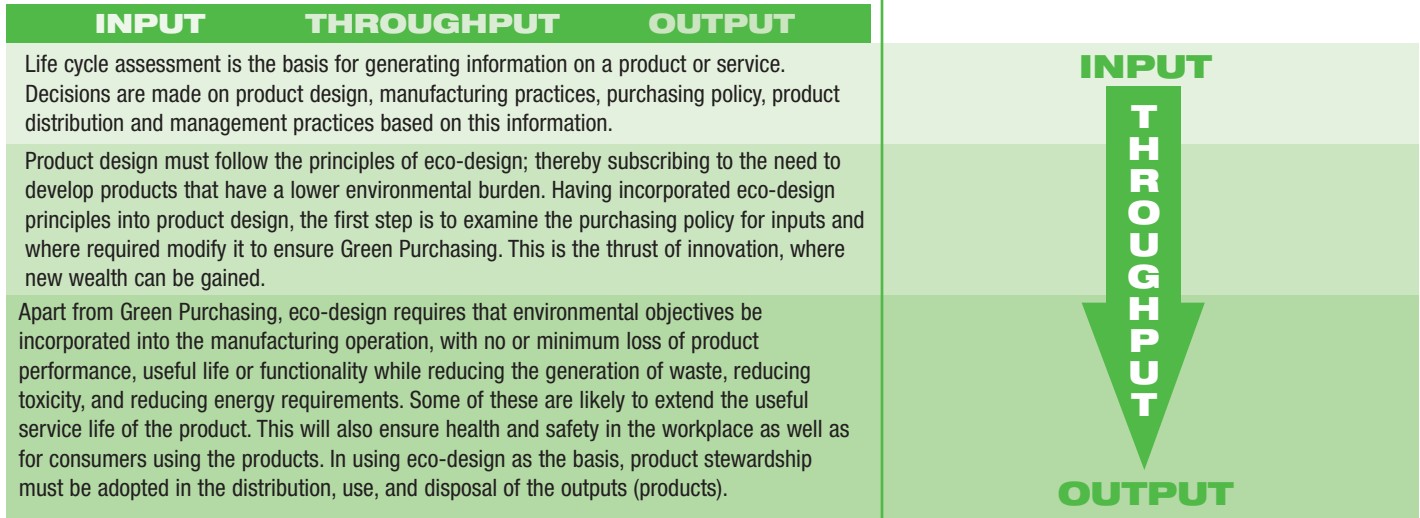 INPUT THROUGHPUT OUTPUT
Life cycle assessment is the basis for generating information on a product or service.
Decisions are made on product design, manufacturing practices, purchasing policy, product
distribution and management practices based on this information.
Product design must follow the principles of eco-design; thereby subscribing to the need to
develop products that have a lower environmental burden. Having incorporated eco-design
principles into product design, the first step is to examine the purchasing policy for inputs and
where required modify it to ensure Green Purchasing. This is the thrust of innovation, where
new wealth can be gained.
Apart from Green Purchasing, eco-design requires that environmental objectives be
incorporated into the manufacturing operation, with no or minimum loss of product
performance, useful life or functionality while reducing the generation of waste, reducing
toxicity, and reducing energy requirements. Some of these are likely to extend the useful
service life of the product. This will also ensure health and safety in the workplace as well as
for consumers using the products. In using eco-design as the basis, product stewardship
must be adopted in the distribution, use, and disposal of the outputs (products).
INPUT
THROUGHPUT
OUTPUT